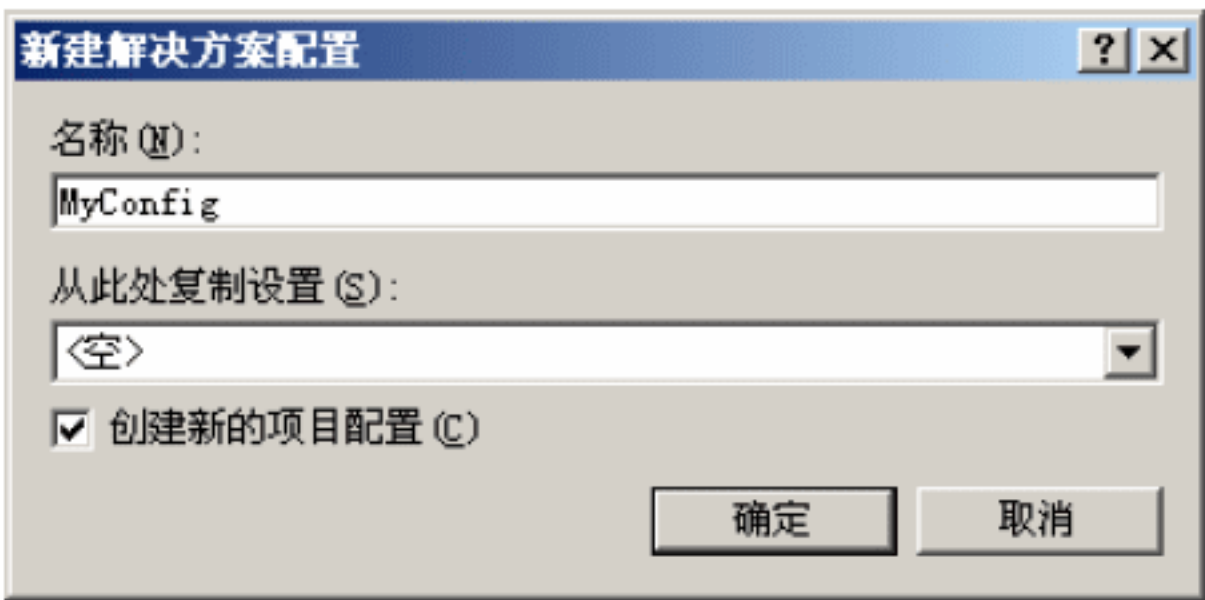 新建解决方案配置
名称(N):
MyConfig
从此处复制设置(S):
<空>
创建新的项目配置(C)
确定 取消